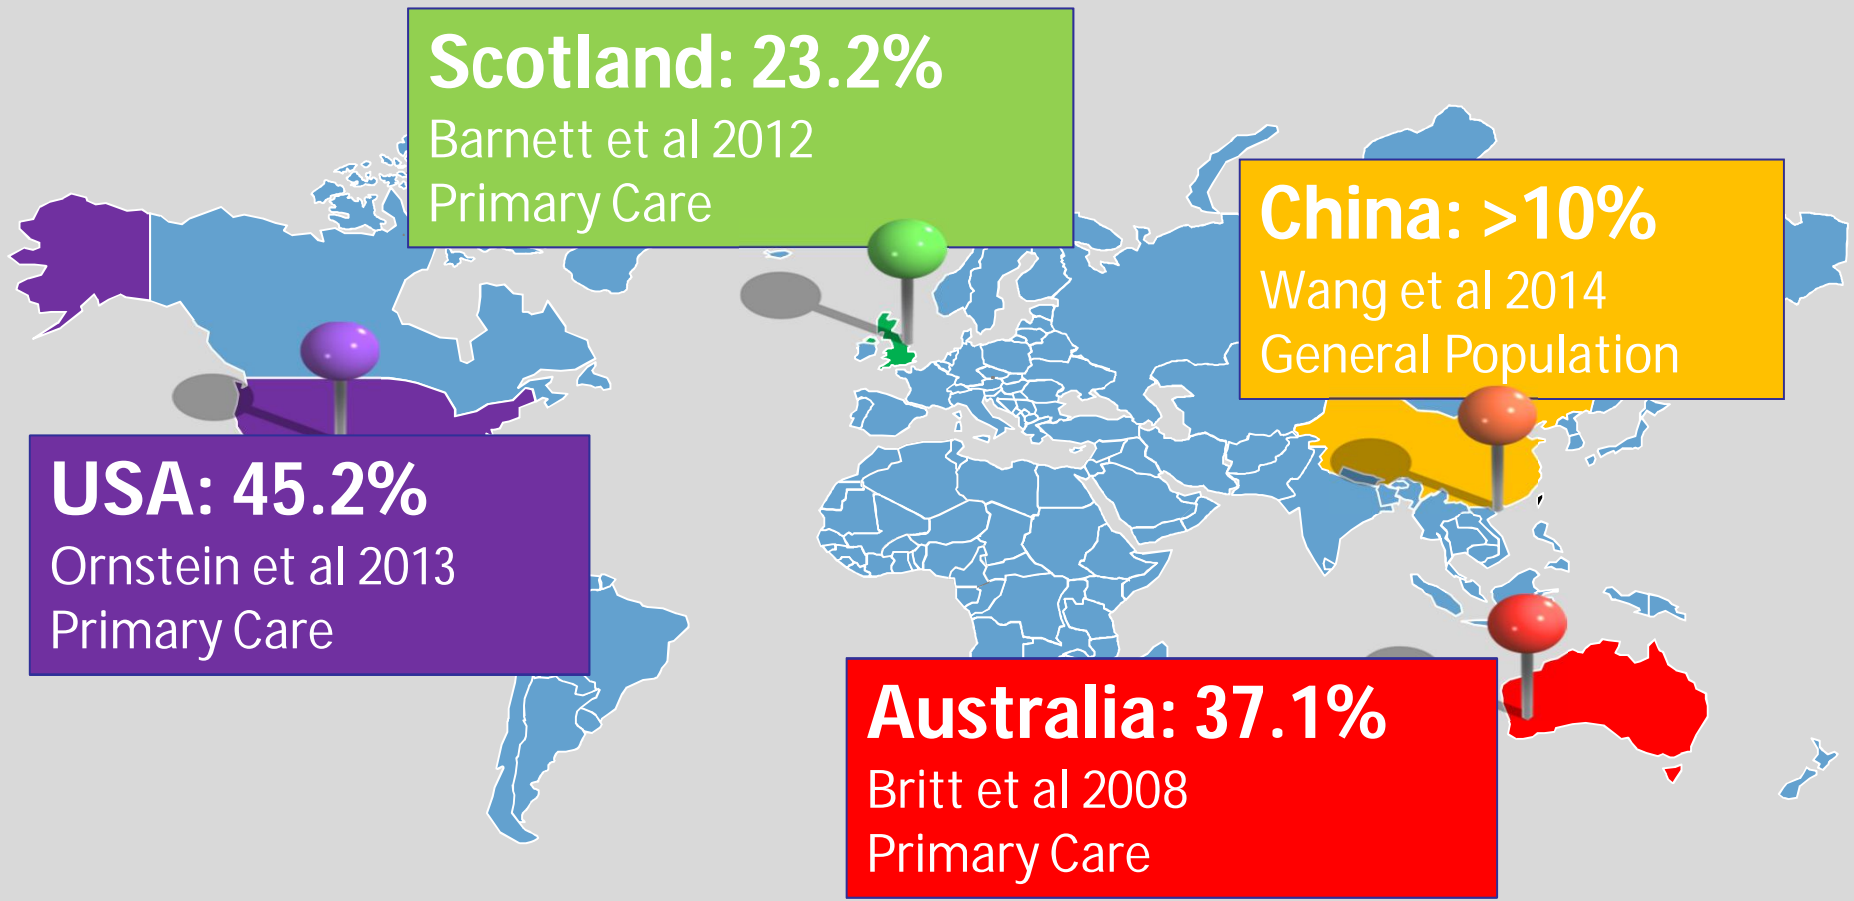 Scotland: 23.2%
Barnett et al 2012
Primary Care
China: >10%
Wang et al 2014
General Population
USA: 45.2%
Ornstein et al 2013
Primary Care
Australia: 37.1%
Britt et al 2008
Primary Care